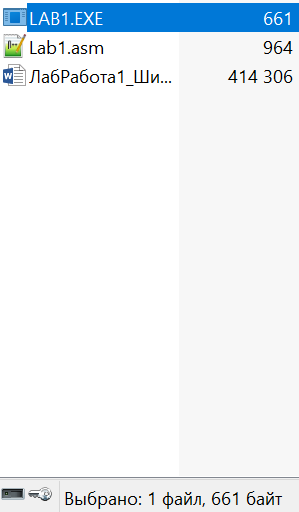 LAB1.EXE 661
Lab1.asm 964
ЛабРабота1_Ши... 414 306
Выбрано: 1 файл, 661 байт